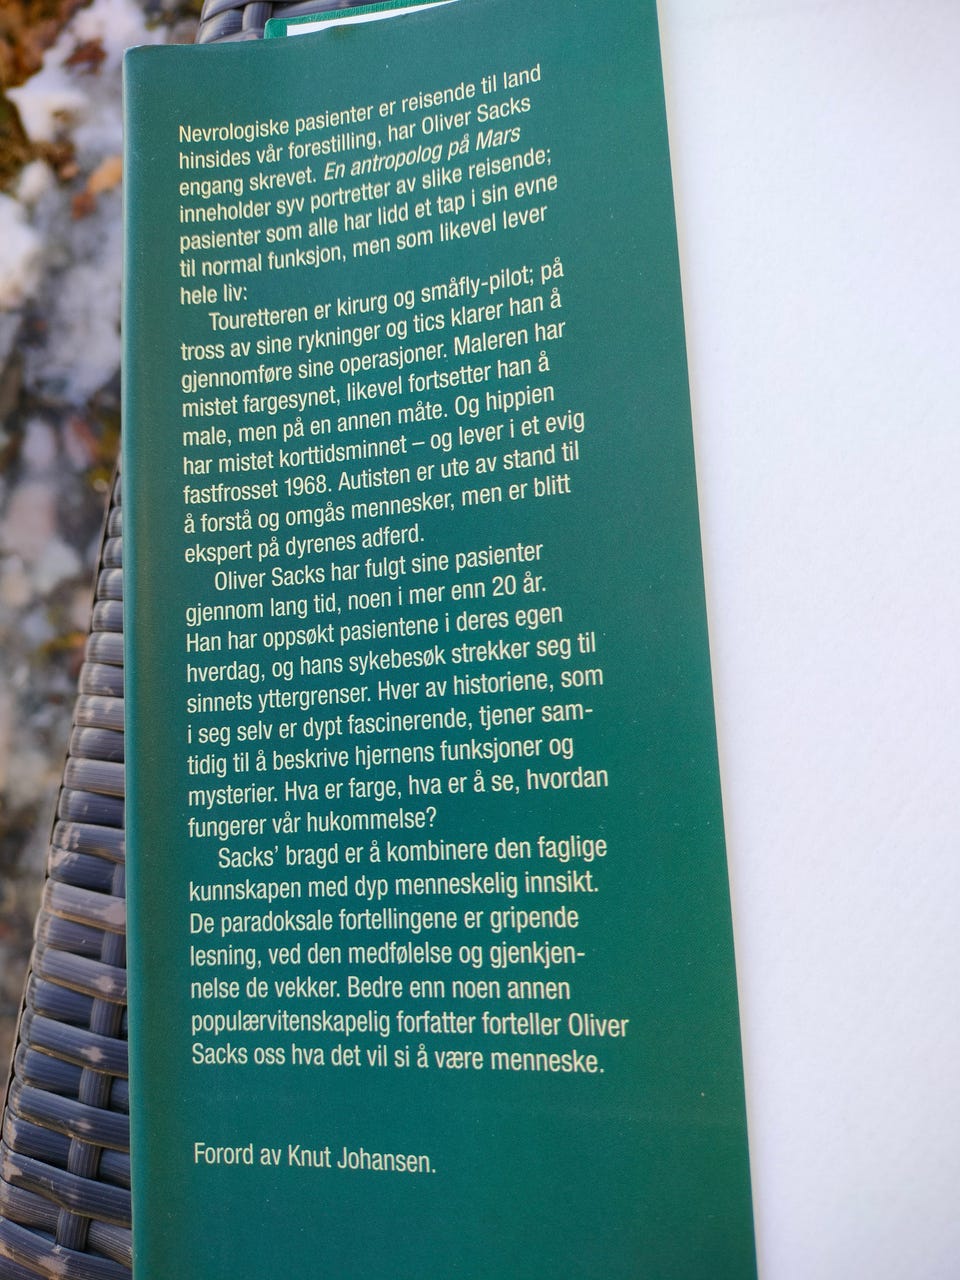 Nevrologiske pasienter er reisende til land
hinsides vår forestilling, har Oliver Sacks
engang skrevet. En antropolog på Mars
inneholder syv portretter av slike reisende;
pasienter som alle har lidd et tap i sin evne
til normal funksjon, men som likevel lever
hele liv:
Touretteren er kirurg og småfly-pilot; på
tross av sine rykninger og tics klarer han å
gjennomføre sine operasjoner. Maleren har
mistet fargesynet, likevel fortsetter han å
male, men på en annen måte. Og hippien
har mistet korttidsminnet – og lever i et evig
fastfrosset 1968. Autisten er ute av stand til
å forstå og omgås mennesker, men er blitt
ekspert på dyrenes adferd.
Oliver Sacks har fulgt sine pasienter
gjennom lang tid, noen i mer enn 20 år.
Han har oppsøkt pasientene i deres egen
hverdag, og hans sykebesøk strekker seg til
sinnets yttergrenser. Hver av historiene, som
i seg selv er dypt fascinerende, tjener sam-
tidig til å beskrive hjernens funksjoner og
mysterier. Hva er farge, hva er å se, hvordan
fungerer vår hukommelse?
Sacks' bragd er å kombinere den faglige
kunnskapen med dyp menneskelig innsikt.
De paradoksale fortellingene er gripende
lesning, ved den medfølelse og gjenkjen-
nelse de vekker. Bedre enn noen annen
populærvitenskapelig forfatter forteller Oliver
Sacks oss hva det vil si å være menneske.
Forord av Knut Johansen.